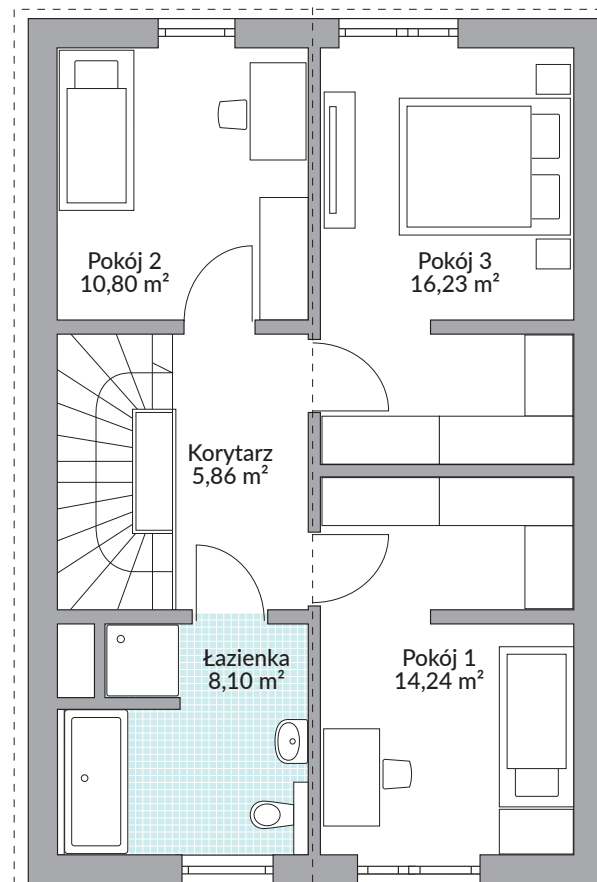 Pokój 2
10,80 m²
Pokój 3
16,23 m²
Korytarz
5,86 m²
Łazienka
8,10 m²
Pokój 1
14,24 m²